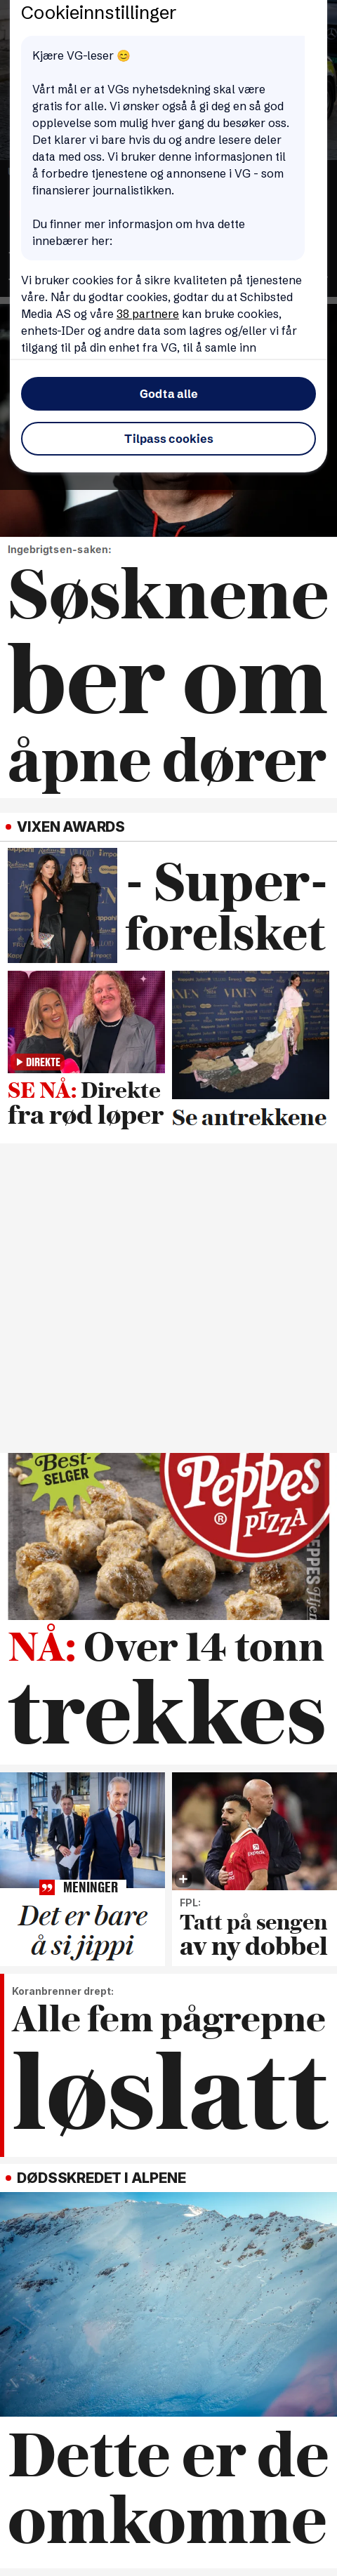 Cookieinnstillinger
Kjære VG-leser 😊
Vårt mål er at VGs nyhetsdekning skal være
gratis for alle. Vi ønsker også å gi deg en så god
opplevelse som mulig hver gang du besøker oss.
Det klarer vi bare hvis du og andre lesere deler
data med oss. Vi bruker denne informasjonen til
å forbedre tjenestene og annonsene i VG - som
finansierer journalistikken.
Du finner mer informasjon om hva dette
innebærer her:
Vi bruker cookies for å sikre kvaliteten på tjenestene
våre. Når du godtar cookies, godtar du at Schibsted
Media AS og våre 38 partnere kan bruke cookies,
enhets-IDer og andre data som lagres og/eller vi får
tilgang til på din enhet fra VG, til å samle inn
Godta alle
Tilpass cookies
Ingebrigtsen-saken:
Søsknene
ber om
åpne dører
VIXEN AWARDS
- Super-
forelsket
DIREKTE
SE NÅ: Direkte
fra rød løper
VIXEN
Se antrekkene
Best-
SELGER
Peppes
PIZZA
NÅ: Over 14 tonn
trekkes
MENINGER
Det er bare
å si jippi
FPL:
Tatt på sengen
av ny dobbel
Koranbrenner drept:
Alle fem pågrepne
løslatt
DØDSSKREDET I ALPENE
Dette er de
omkomne